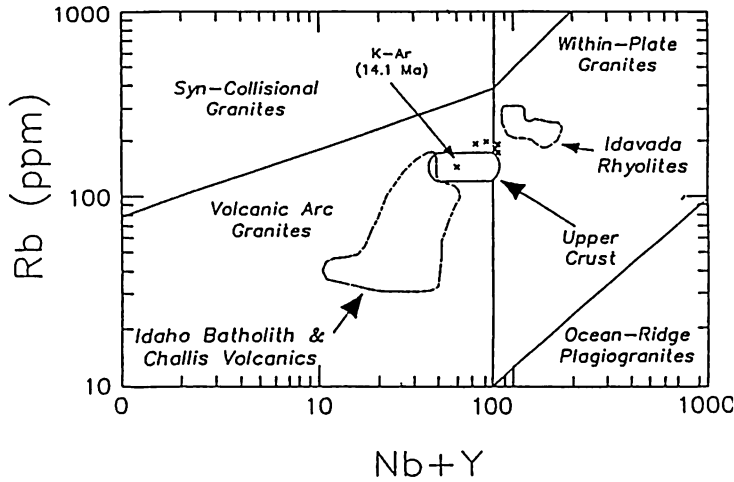 1000
K-Ar
(14.1 Ma)
Within-Plate
Granites
Syn-Collisional
Granites
Idavada
Rhyolites
Rb (ppm)
100
Volcanic Arc
Granites
Upper
Crust
Idaho Batholith &
Challis Volcanics
Ocean-Ridge
Plagiogranites
10
0
10
100
1000
Nb+Y